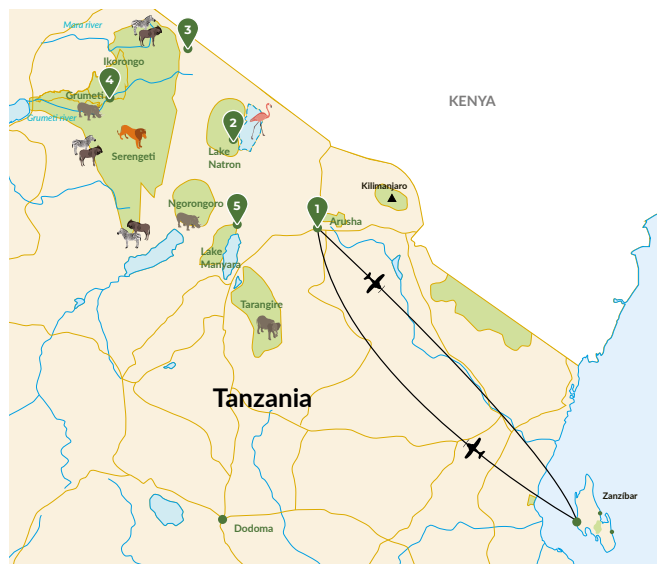 Mara river
3
Ikorongo
4
Grumeti
Grumeti river
KENYA
2
Serengeti
Lake
Natron
Kilimanjaro
Ngorongoro
5
1
Arusha
Lake
Manyara
Tarangire
Tanzania
Zanzíbar
Dodoma